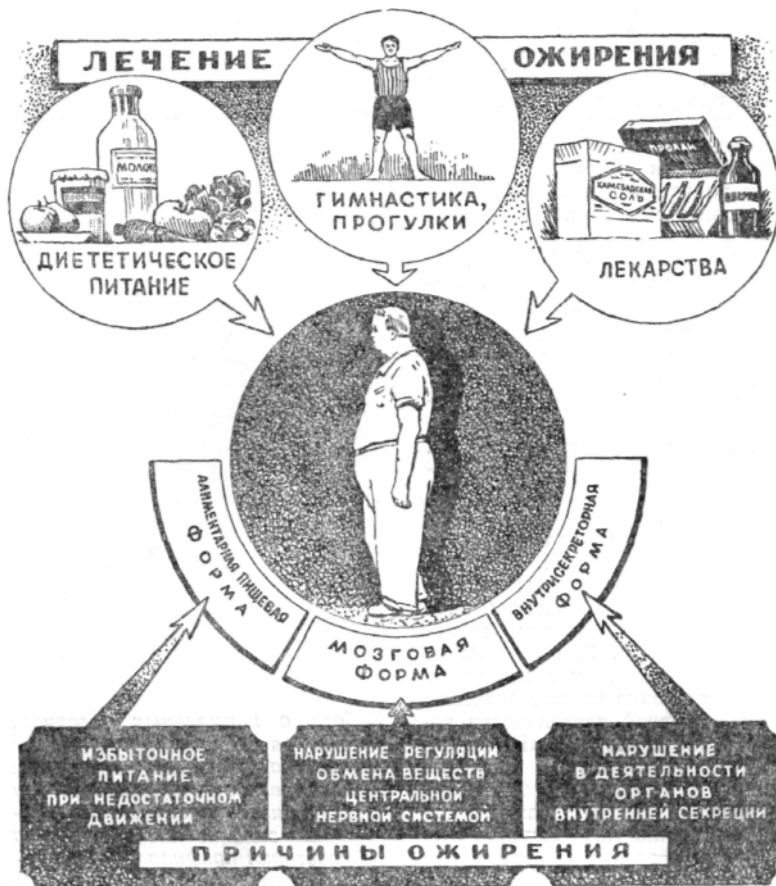 ЛЕЧЕНИЕ ОЖИРЕНИЯ
МОЛОКО
ГИМНАСТИКА,
ПРОГУЛКИ
КАРЛСБАДСКАЯ
СОЛЬ
ДИЕТЕТИЧЕСКОЕ
ПИТАНИЕ
ЛЕКАРСТВА
АЛИМЕНТАРНАЯ ПИЩЕВАЯ
ФОРМА
МОЗГОВАЯ
ФОРМА
ВНУТРИСЕКРЕТОРНАЯ
ФОРМА
ИЗБЫТОЧНОЕ
ПИТАНИЕ
ПРИ НЕДОСТАТОЧНОМ
ДВИЖЕНИИ
НАРУШЕНИЕ РЕГУЛЯЦИИ
ОБМЕНА ВЕЩЕСТВ
ЦЕНТРАЛЬНОЙ
НЕРВНОЙ СИСТЕМОЙ
НАРУШЕНИЕ
В ДЕЯТЕЛЬНОСТИ
ОРГАНОВ
ВНУТРЕННЕЙ СЕКРЕЦИИ
ПРИЧИНЫ ОЖИРЕНИЯ